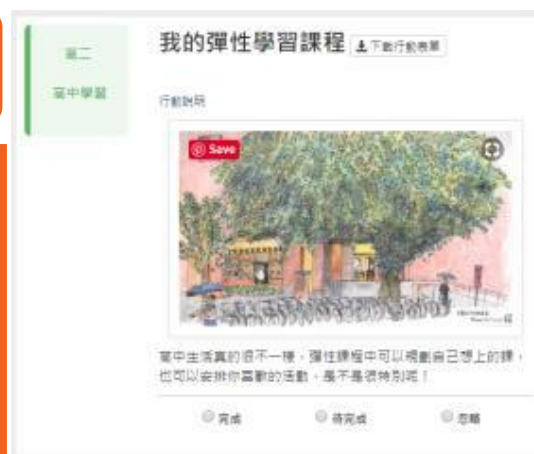 高二
高中學習
我的彈性學習課程
下載行動表單
行動說明
Save
高中生活真的很不一樣，彈性課程中可以規劃自己想上的課，
也可以安排你喜歡的活動，是不是很特別呢！
完成
待完成
忽略